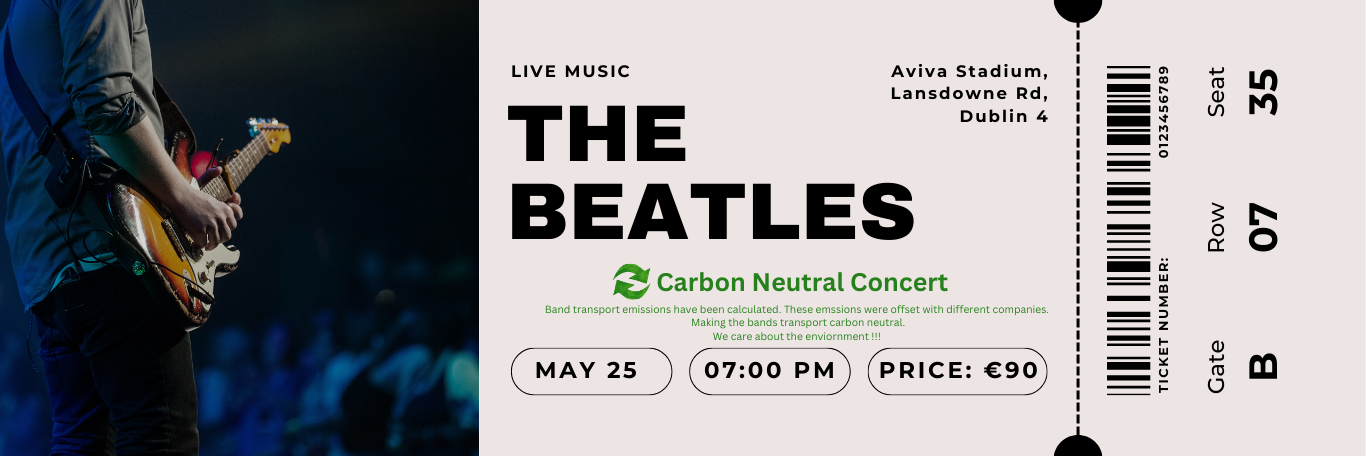 LIVE MUSIC
Aviva Stadium,
Lansdowne Rd,
Dublin 4
THE
BEATLES
Carbon Neutral Concert
Band transport emissions have been calculated. These emssions were offset with different companies.
Making the bands transport carbon neutral.
We care about the enviornment !!!
MAY 25
07:00 PM
PRICE: €90
TICKET NUMBER: 0123456789
Gate Row Seat
B 07 35